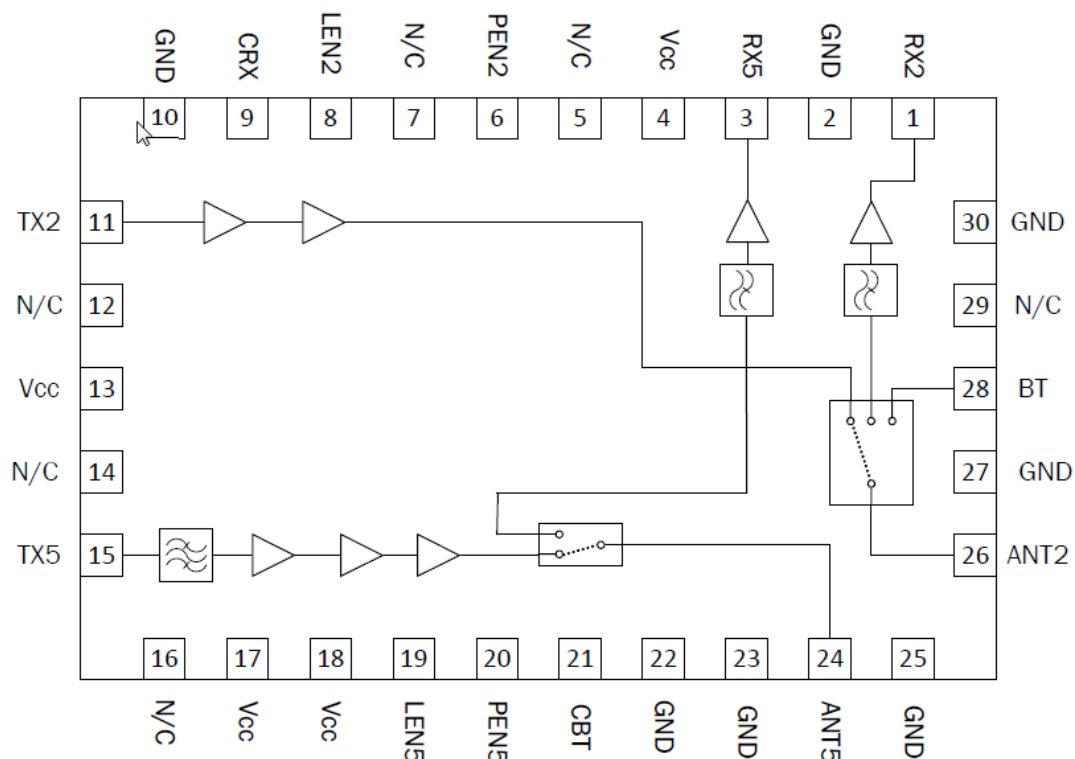 GND CRX LEN2 N/C PEN2 N/C Vcc RX5 GND RX2
10 9 8 7 6 5 4 3 2 1
TX2 11 30 GND
N/C 12 29 N/C
Vcc 13 28 BT
N/C 14 27 GND
TX5 15 26 ANT2
16 17 18 19 20 21 22 23 24 25
N/C Vcc Vcc LEN5 PEN5 CBT GND GND ANT5 GND